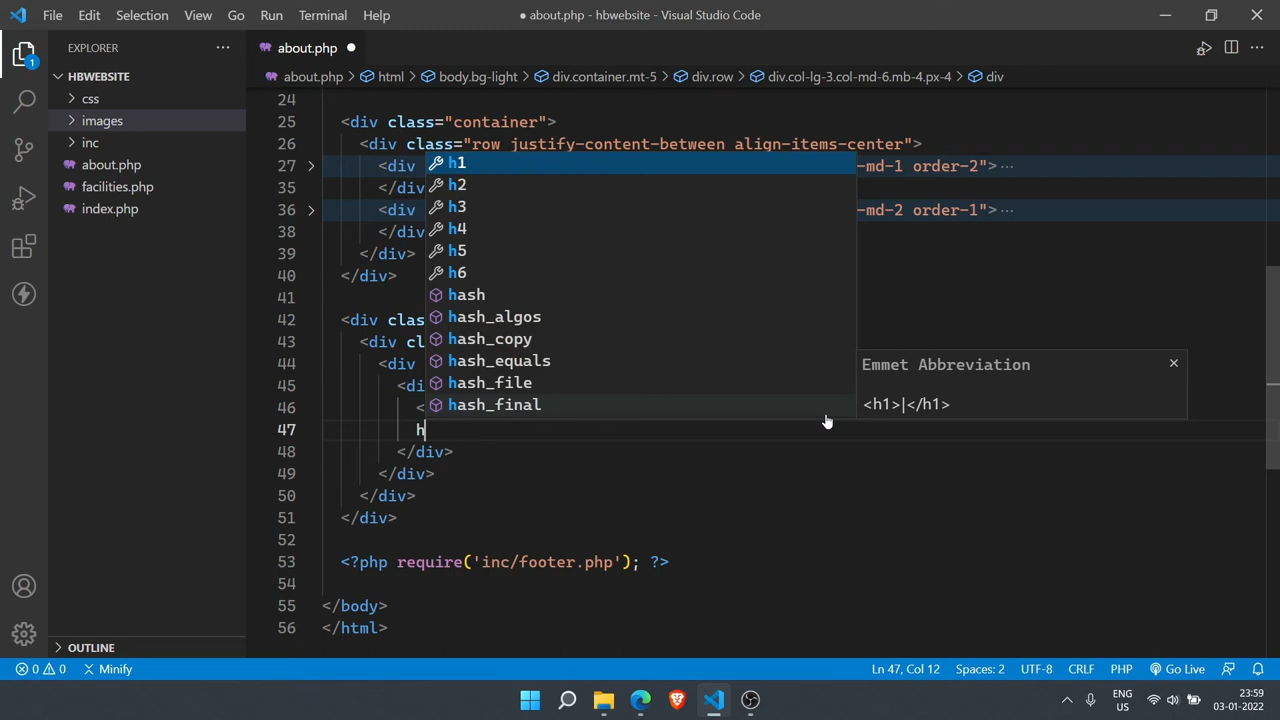 File Edit Selection View Go Run Terminal Help
● about.php • hbwebsite - Visual Studio Code
EXPLORER ...
about.php ●
HBWEBSITE
css
images
inc
about.php
facilities.php
index.php
OUTLINE
1
about.php > html > body.bg-light > div.container.mt-5 > div.row > div.col-lg-3.col-md-6.mb-4.px-4 > div
24
25 <div class="container">
26 <div class="row justify-content-between align-items-center">
27 <div -md-1 order-2">...
35 </div
36 <div -md-2 order-1">...
38 </div
39 </div>
40 </div>
41
42 <div clas
43 <div cl
44 <div
45 <di
46 <
47 h
48 </div>
49 </div>
50 </div>
51 </div>
52
53 <?php require('inc/footer.php'); ?>
54
55 </body>
56 </html>
h1
h2
h3
h4
h5
h6
hash
hash_algos
hash_copy
hash_equals
hash_file
hash_final
Emmet Abbreviation
<h1>|</h1>
0 0 Minify
Ln 47, Col 12 Spaces: 2 UTF-8 CRLF PHP Go Live
ENG
US
23:59
03-01-2022